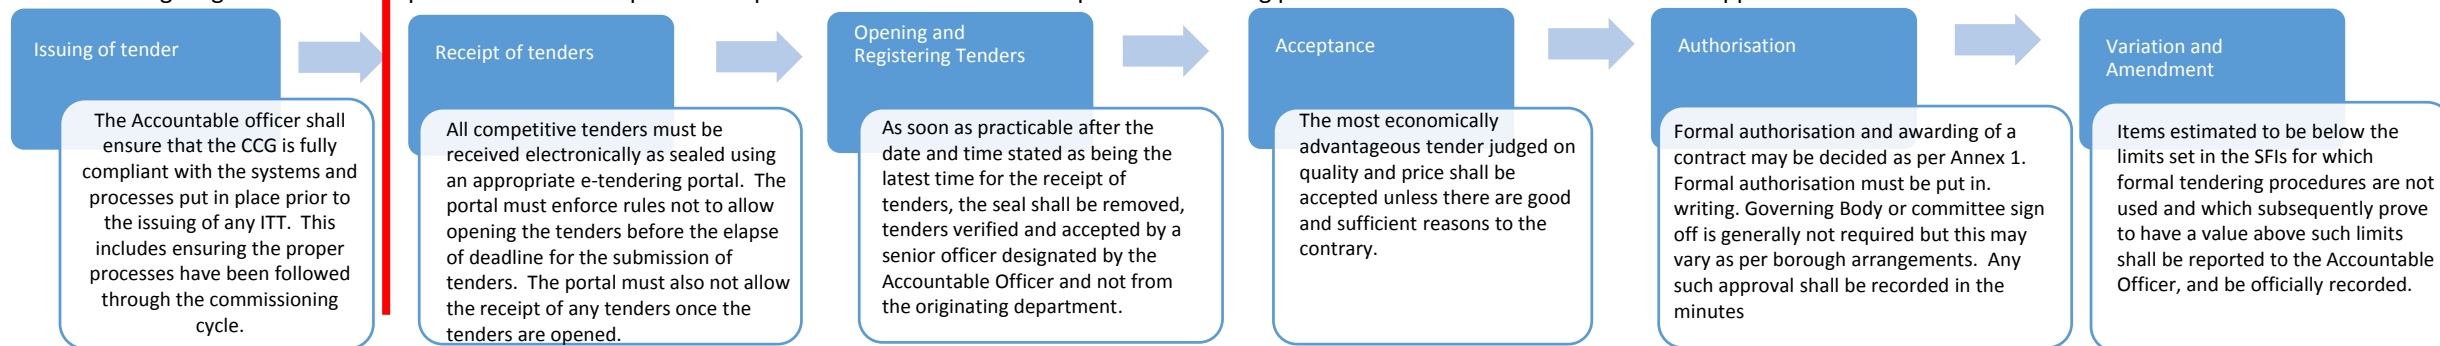 Issuing of tender
The Accountable officer shall
ensure that the CCG is fully
compliant with the systems and
processes put in place prior to
the issuing of any ITT.  This
includes ensuring the proper
processes have been followed
through the commissioning
cycle.
Receipt of tenders
All competitive tenders must be
received electronically as sealed using
an appropriate e-tendering portal.  The
portal must enforce rules not to allow
opening the tenders before the elapse
of deadline for the submission of
tenders.  The portal must also not allow
the receipt of any tenders once the
tenders are opened.
Opening and
Registering Tenders
As soon as practicable after the
date and time stated as being the
latest time for the receipt of
tenders, the seal shall be removed,
tenders verified and accepted by a
senior officer designated by the
Accountable Officer and not from
the originating department.
Acceptance
The most economically
advantageous tender judged on
quality and price shall be
accepted unless there are good
and sufficient reasons to the
contrary.
Authorisation
Formal authorisation and awarding of a
contract may be decided as per Annex 1.
Formal authorisation must be put in.
writing. Governing Body or committee sign
off is generally not required but this may
vary as per borough arrangements.  Any
such approval shall be recorded in the
minutes
Variation and
Amendment
Items estimated to be below the
limits set in the SFIs for which
formal tendering procedures are not
used and which subsequently prove
to have a value above such limits
shall be reported to the Accountable
Officer, and be officially recorded.